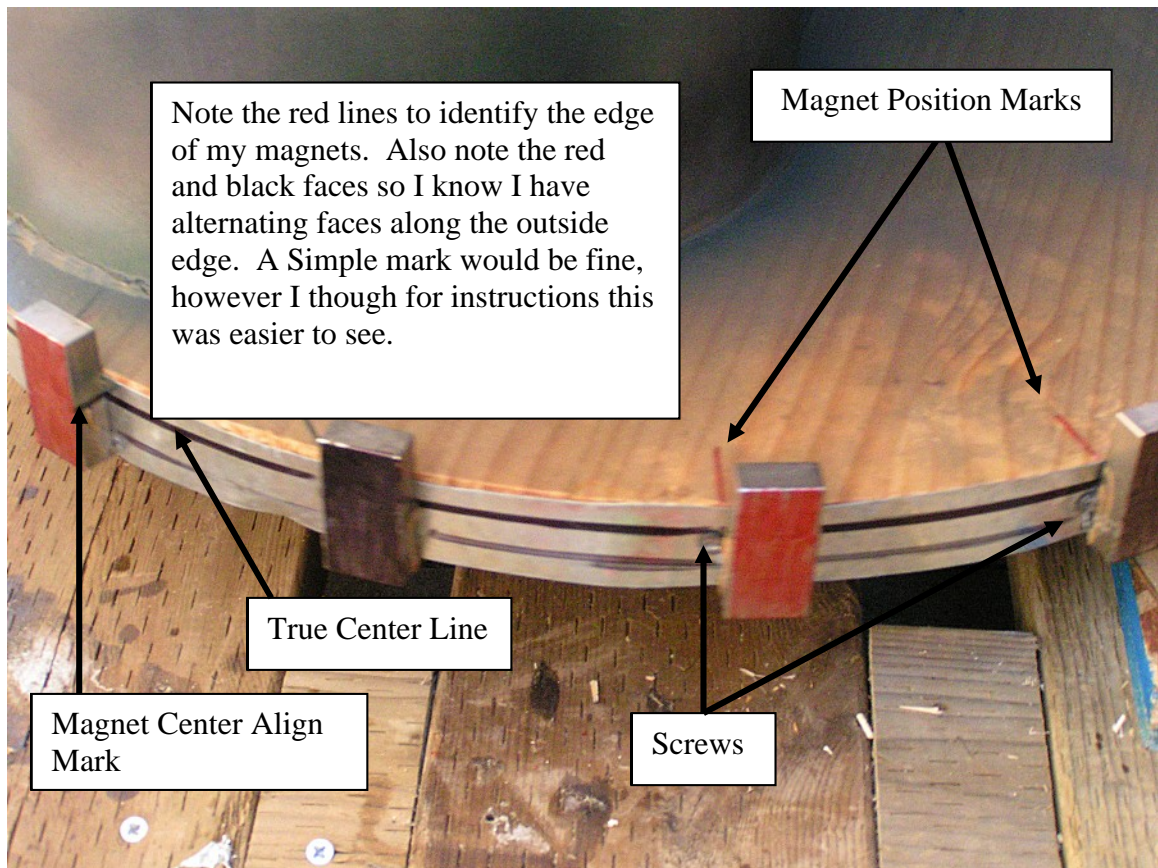 Note the red lines to identify the edge
of my magnets.  Also note the red
and black faces so I know I have
alternating faces along the outside
edge.  A Simple mark would be fine,
however I though for instructions this
was easier to see.
Magnet Position Marks
True Center Line
Magnet Center Align
Mark
Screws